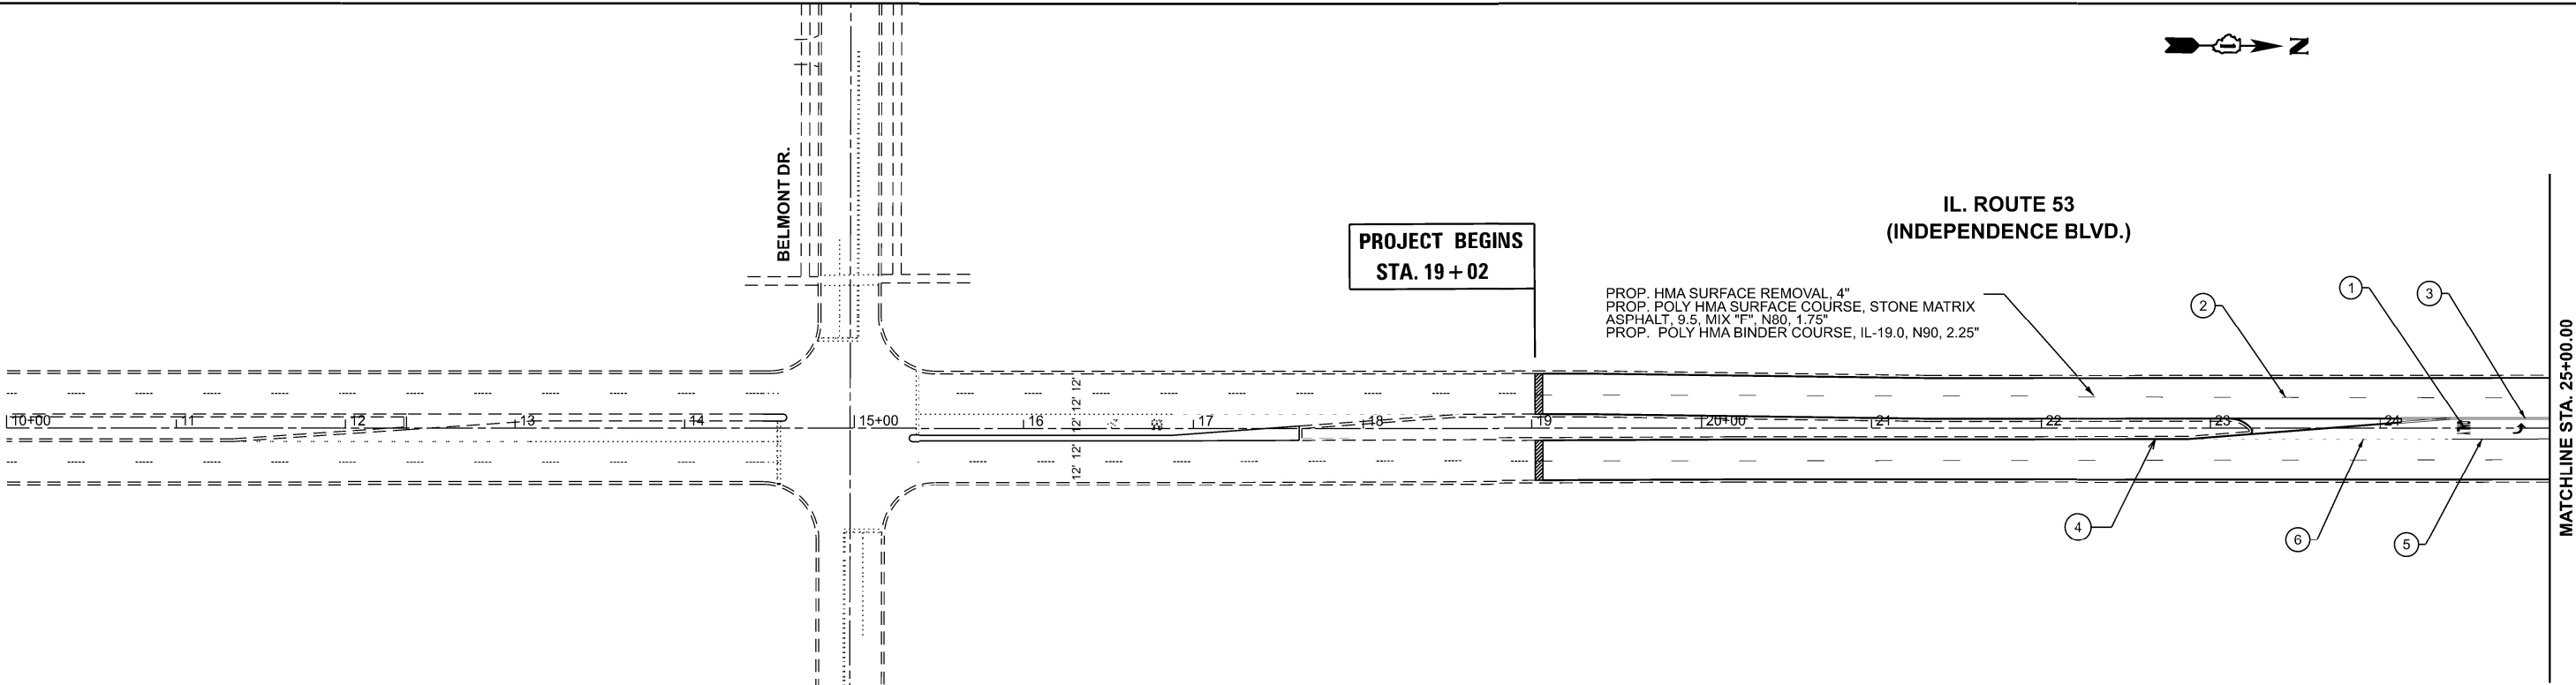 N
BELMONT DR.
IL. ROUTE 53
(INDEPENDENCE BLVD.)
PROJECT BEGINS
STA. 19+02
PROP. HMA SURFACE REMOVAL, 4"
PROP. POLY HMA SURFACE COURSE, STONE MATRIX
ASPHALT, 9.5, MIX "F", N80, 1.75"
PROP. POLY HMA BINDER COURSE, IL-19.0, N90, 2.25"
1
2
3
MATCHLINE STA. 25+00.00
12' 12' 12' 12' 12'
10+00
11
12
13
14
15+00
16
17
18
19
20+00
21
22
23
24
4
6
5